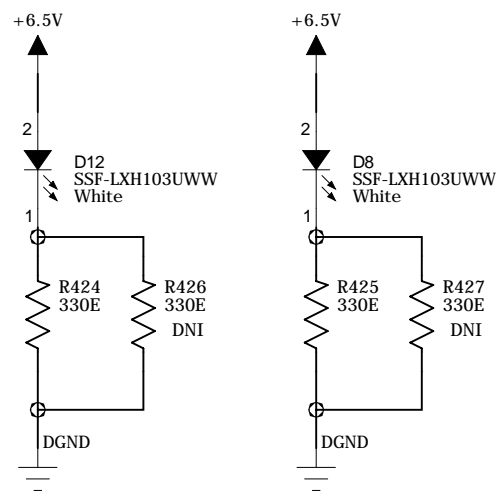 +6.5V
2
D12
SSF-LXH103UWW
White
1
R424
330E
R426
330E
DNI
DGND
+6.5V
2
D8
SSF-LXH103UWW
White
1
R425
330E
R427
330E
DNI
DGND